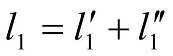 l₁ = l₁′ + l₁″